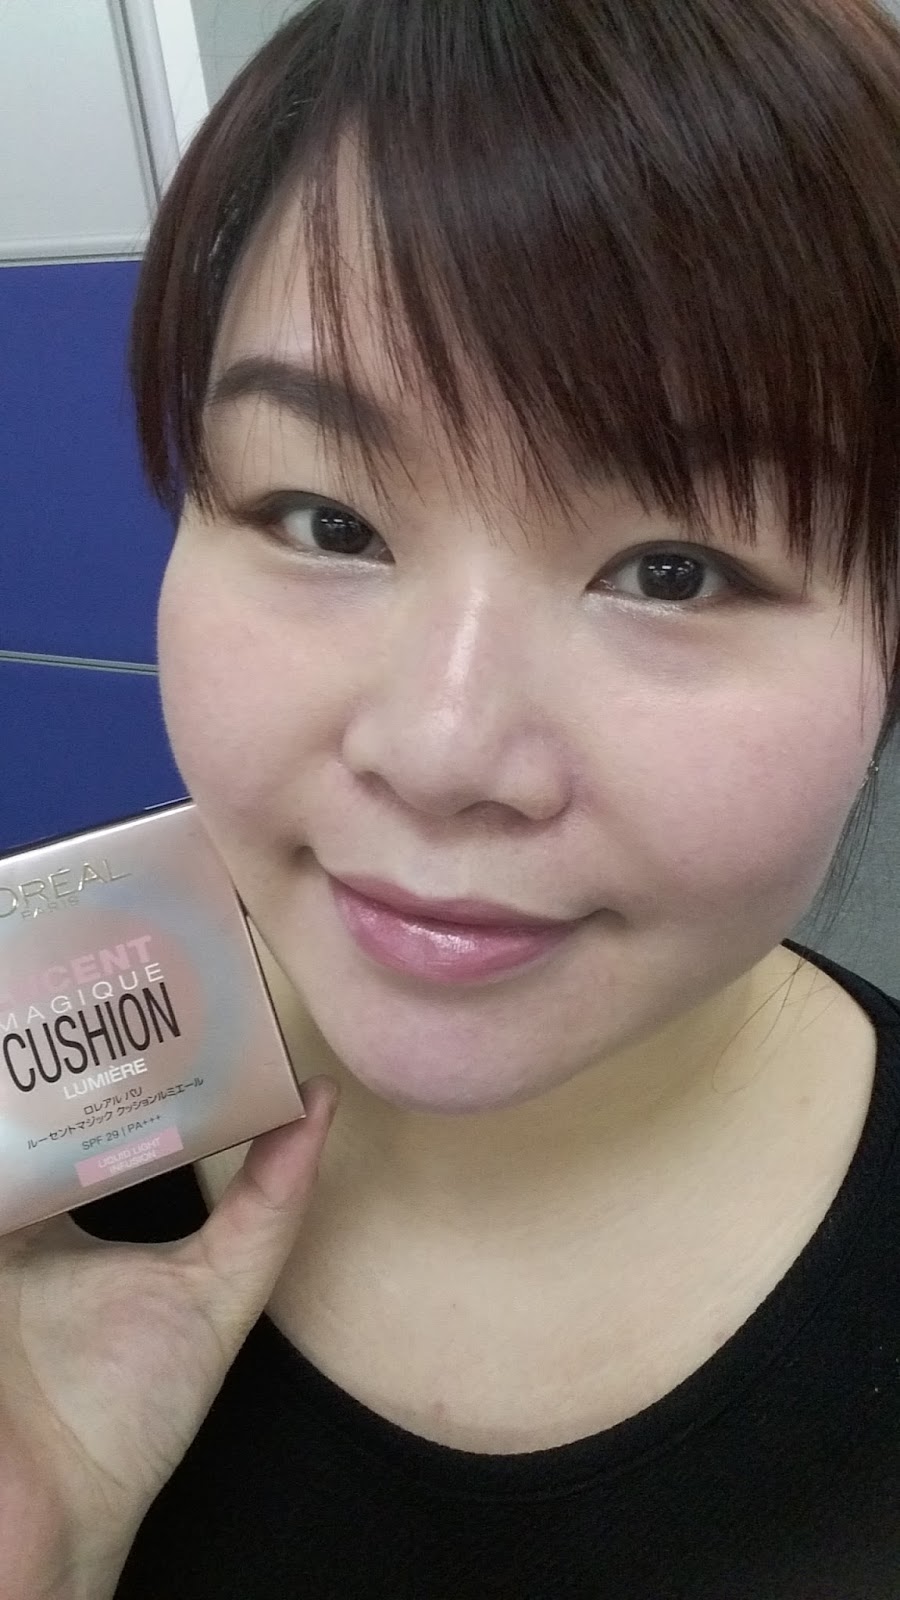 ORÉAL
PARIS
CENT
MAGIQUE
CUSHION
LUMIÈRE
ロレアル パリ
ルーセントマジック クッションルミエール
SPF 29 | PA+++
LIQUID LIGHT
INFUSION